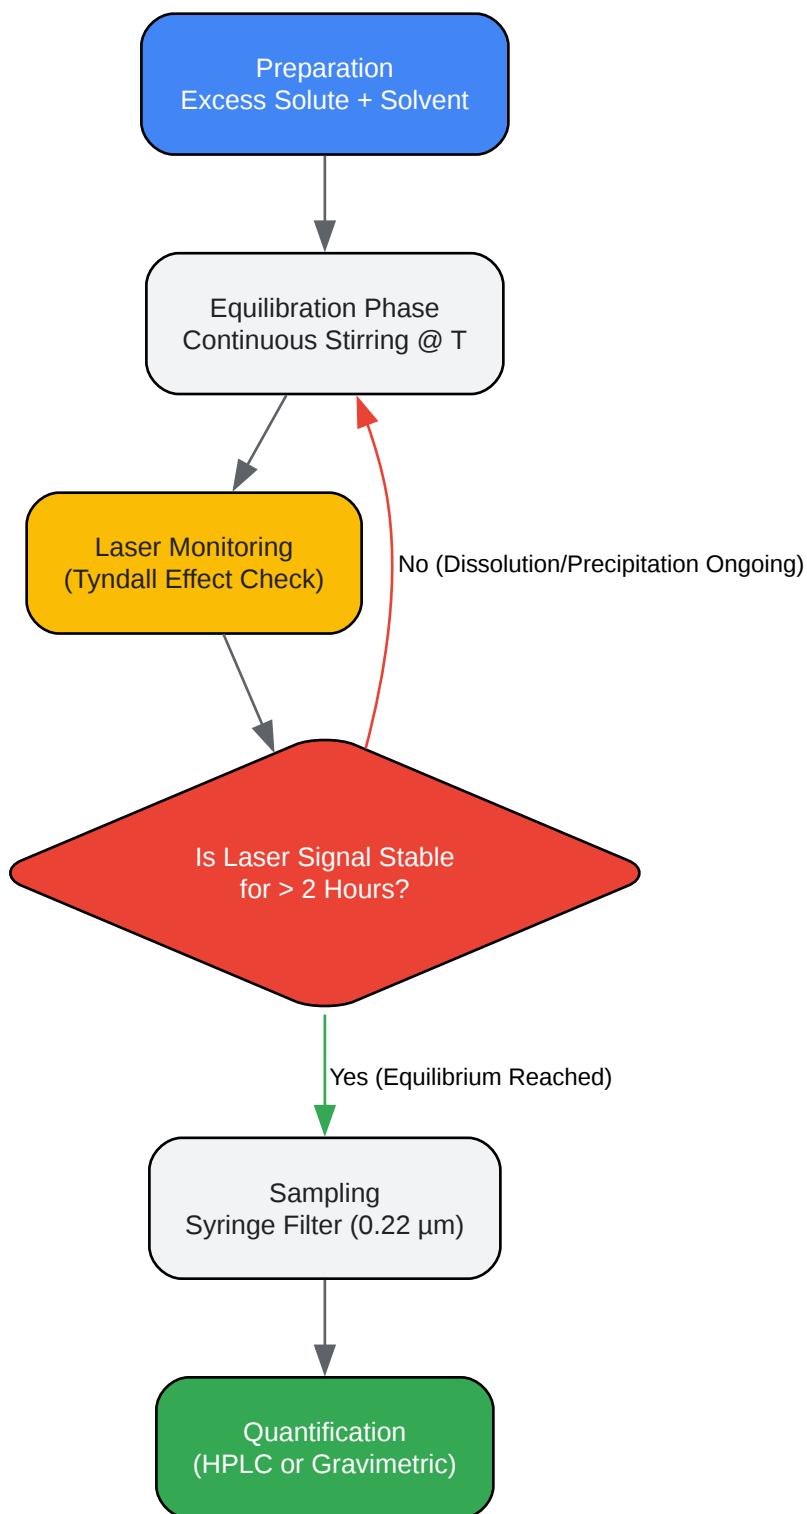 Preparation
Excess Solute + Solvent
Equilibration Phase
Continuous Stirring @ T
Laser Monitoring
(Tyndall Effect Check)
No (Dissolution/Precipitation Ongoing)
Is Laser Signal Stable
for > 2 Hours?
Yes (Equilibrium Reached)
Sampling
Syringe Filter (0.22 µm)
Quantification
(HPLC or Gravimetric)